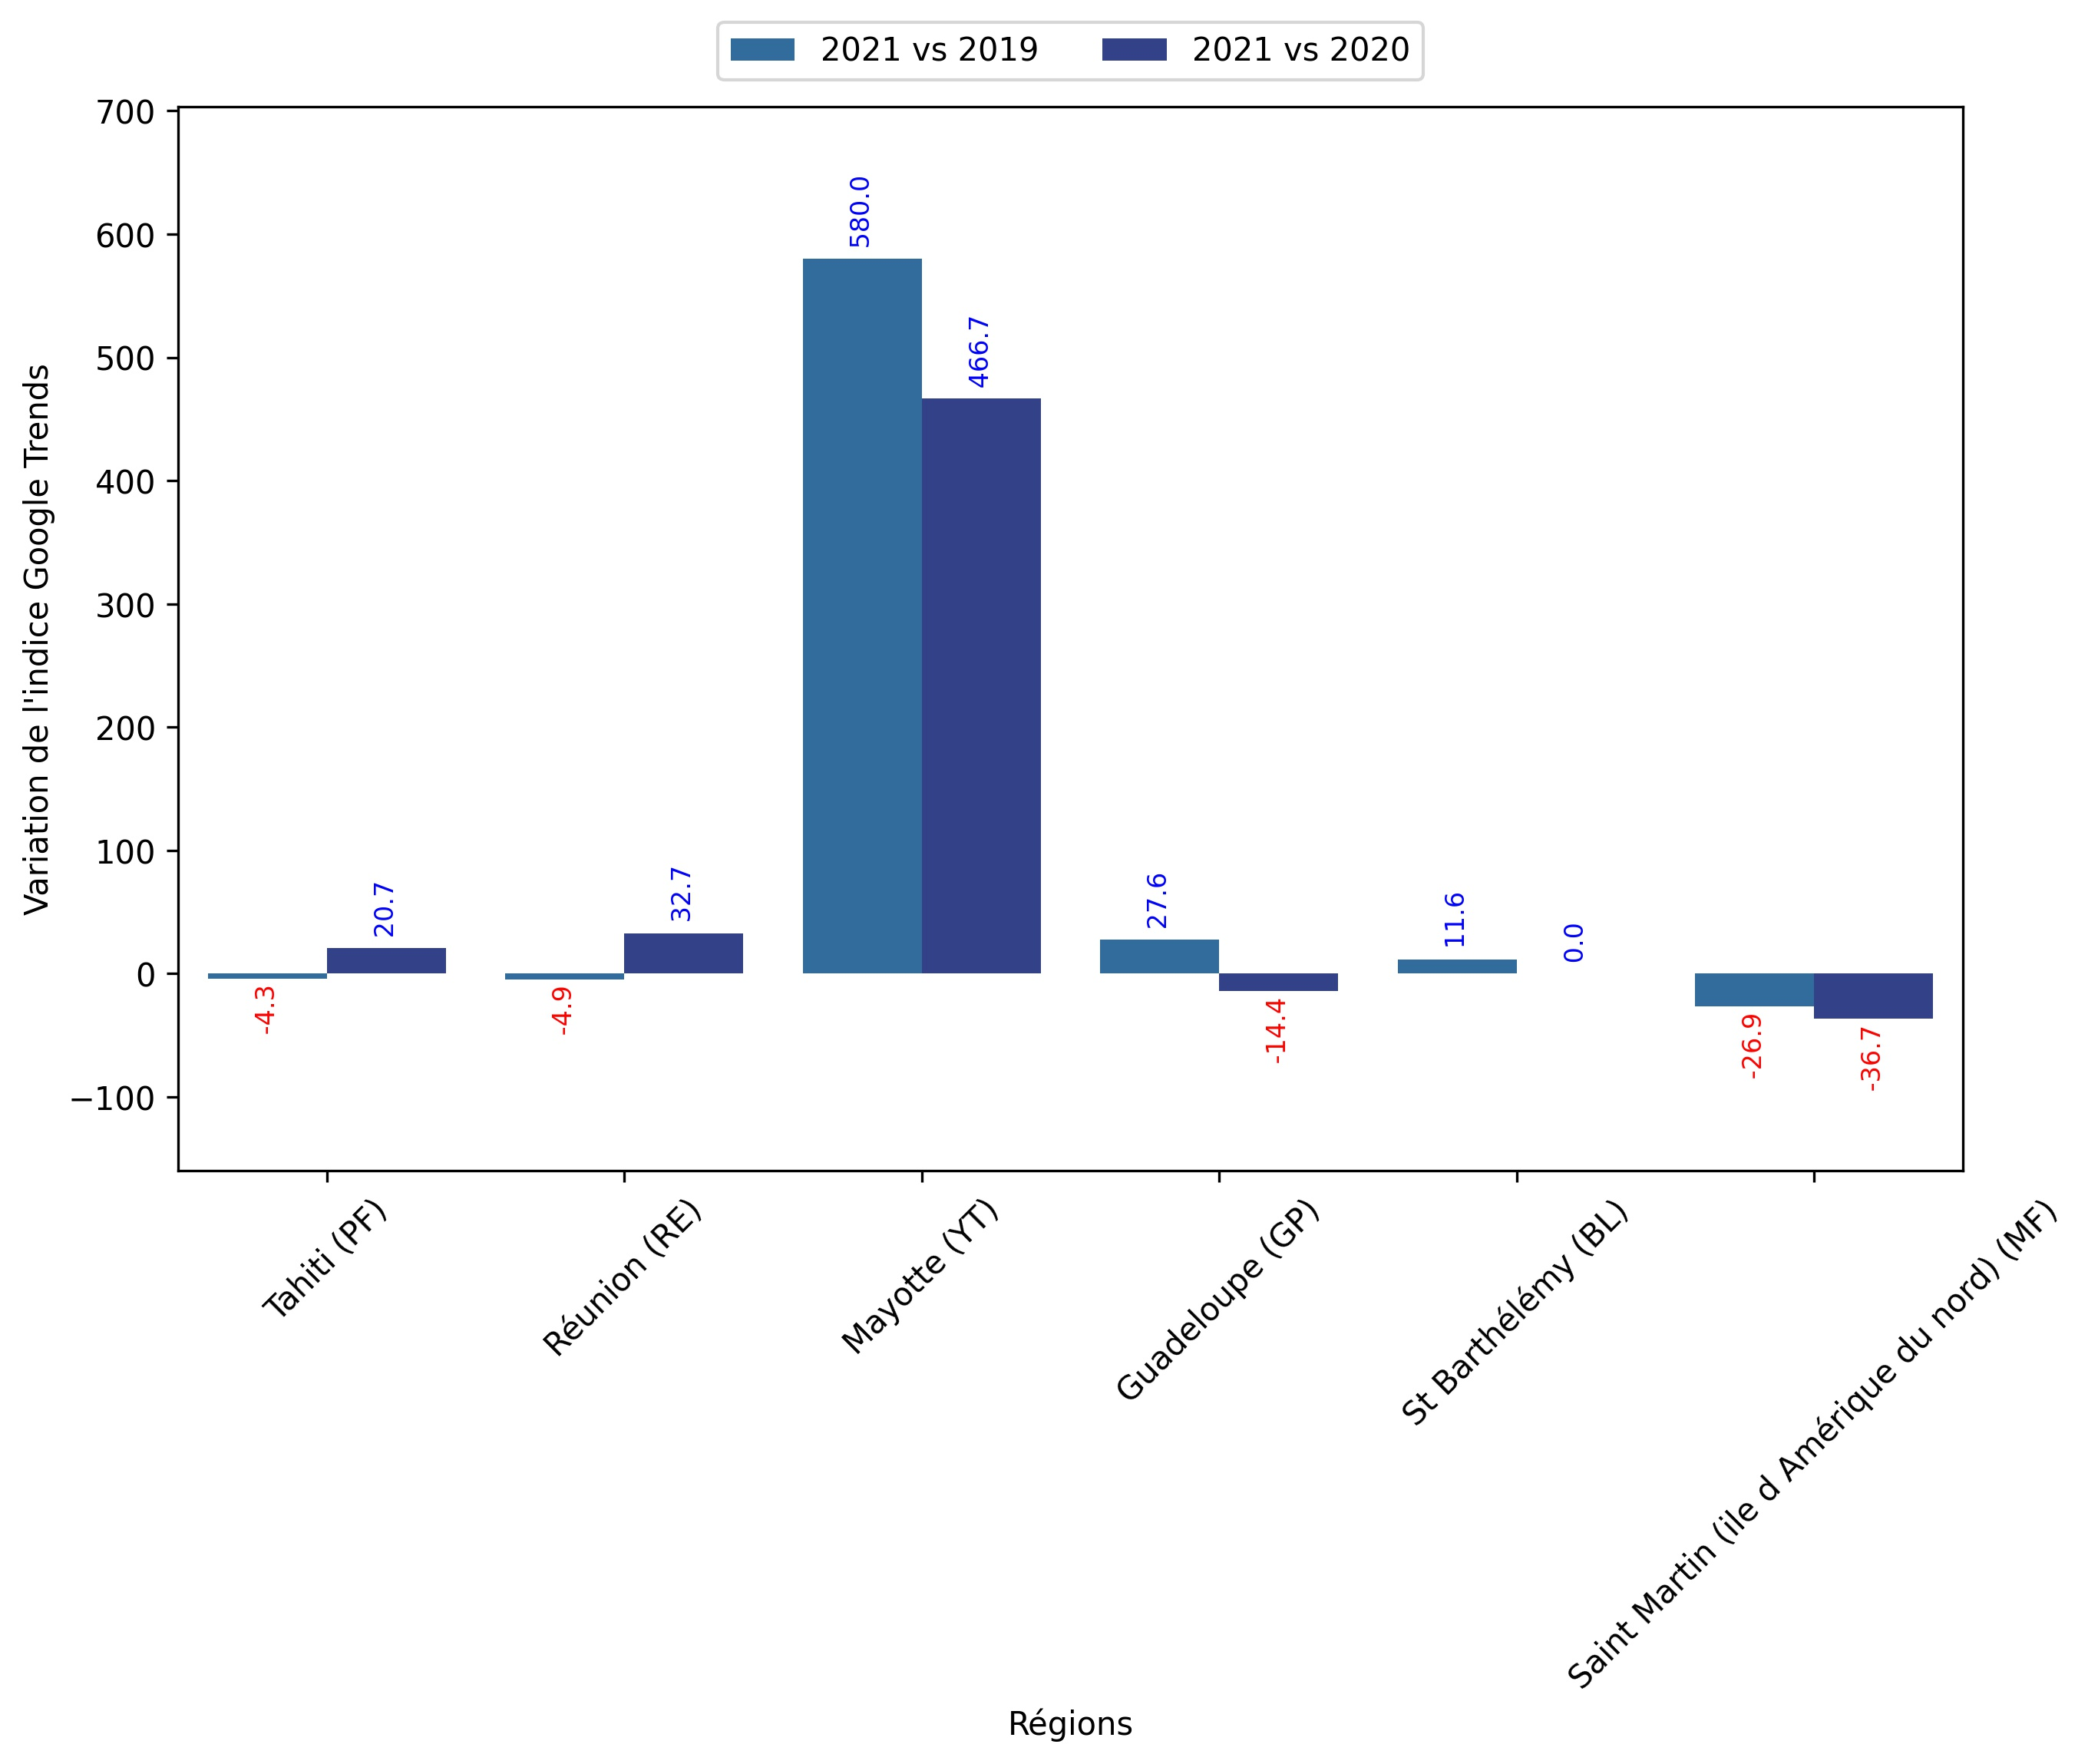 2021 vs 2019 2021 vs 2020
700
600
500
400
300
200
100
0
−100
Variation de l'indice Google Trends
-4.3
20.7
-4.9
32.7
580.0
466.7
27.6
-14.4
11.6
0.0
-26.9
-36.7
Tahiti (PF)
Réunion (RE)
Mayotte (YT)
Guadeloupe (GP)
St Barthélémy (BL)
Saint Martin (ile d Amérique du nord) (MF)
Régions